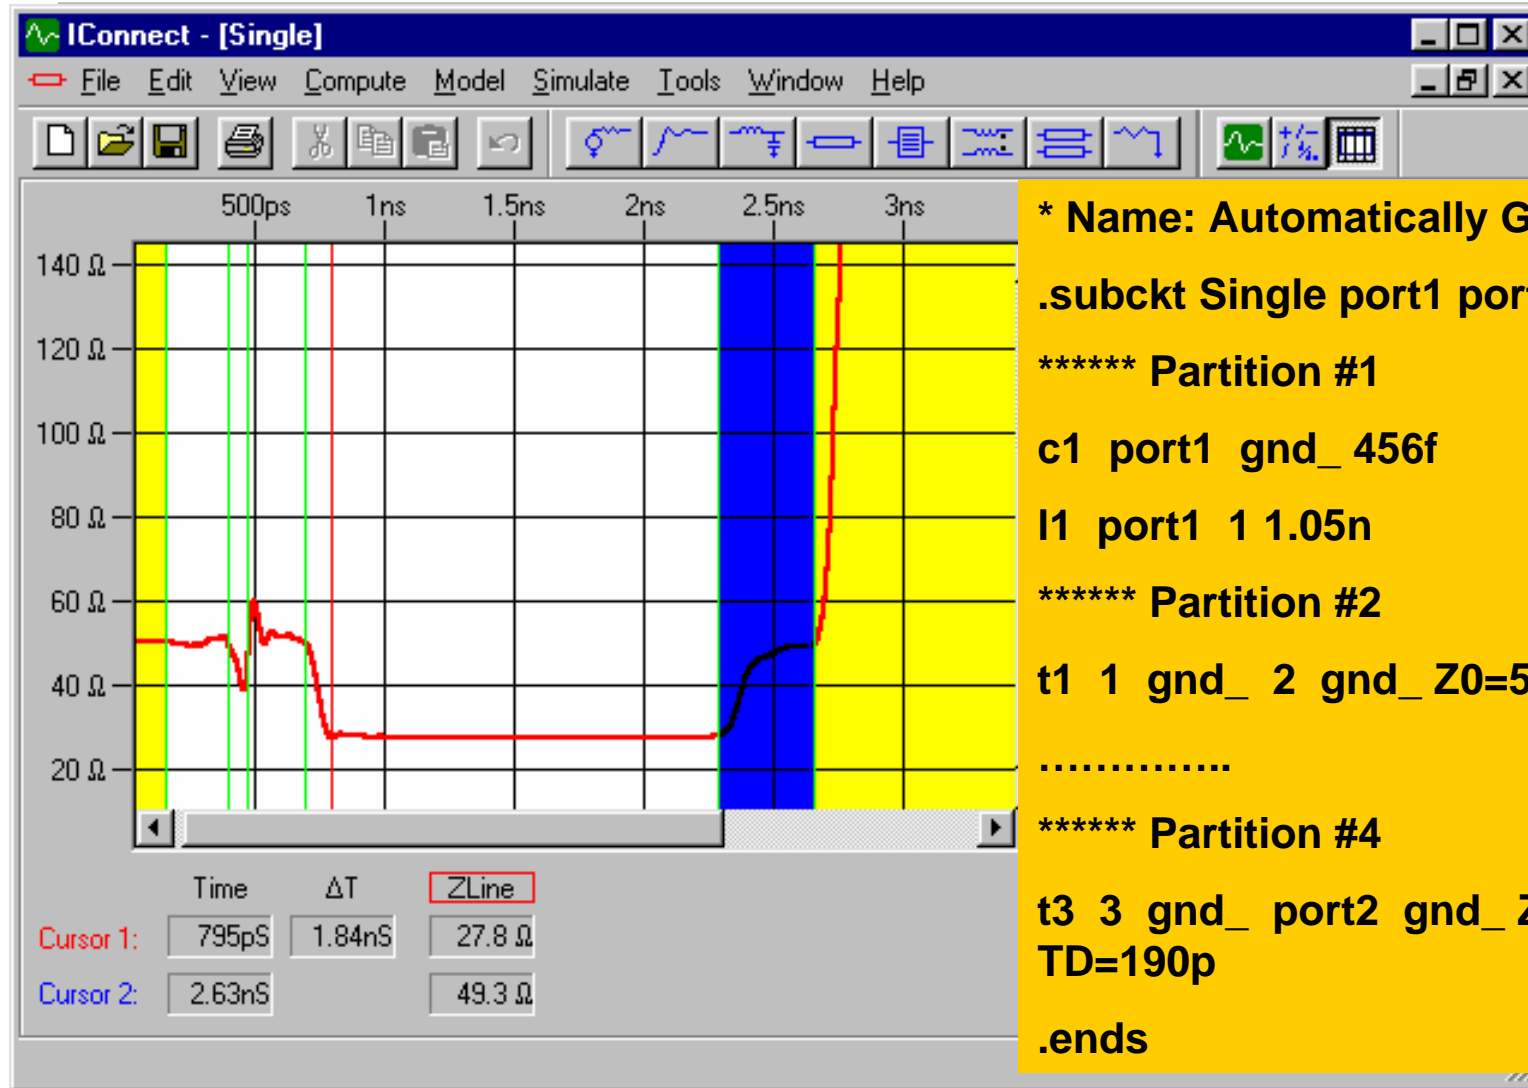 IConnect - [Single]
File Edit View Compute Model Simulate Tools Window Help
500ps 1ns 1.5ns 2ns 2.5ns 3ns
140 Ω
120 Ω
100 Ω
80 Ω
60 Ω
40 Ω
20 Ω
Time ΔT ZLine
Cursor 1: 795pS 1.84nS 27.8 Ω
Cursor 2: 2.63nS 49.3 Ω
* Name: Automatically G
.subckt Single port1 port
****** Partition #1
c1 port1 gnd_ 456f
l1 port1 1 1.05n
****** Partition #2
t1 1 gnd_ 2 gnd_ Z0=5
…………..
****** Partition #4
t3 3 gnd_ port2 gnd_ Z
TD=190p
.ends